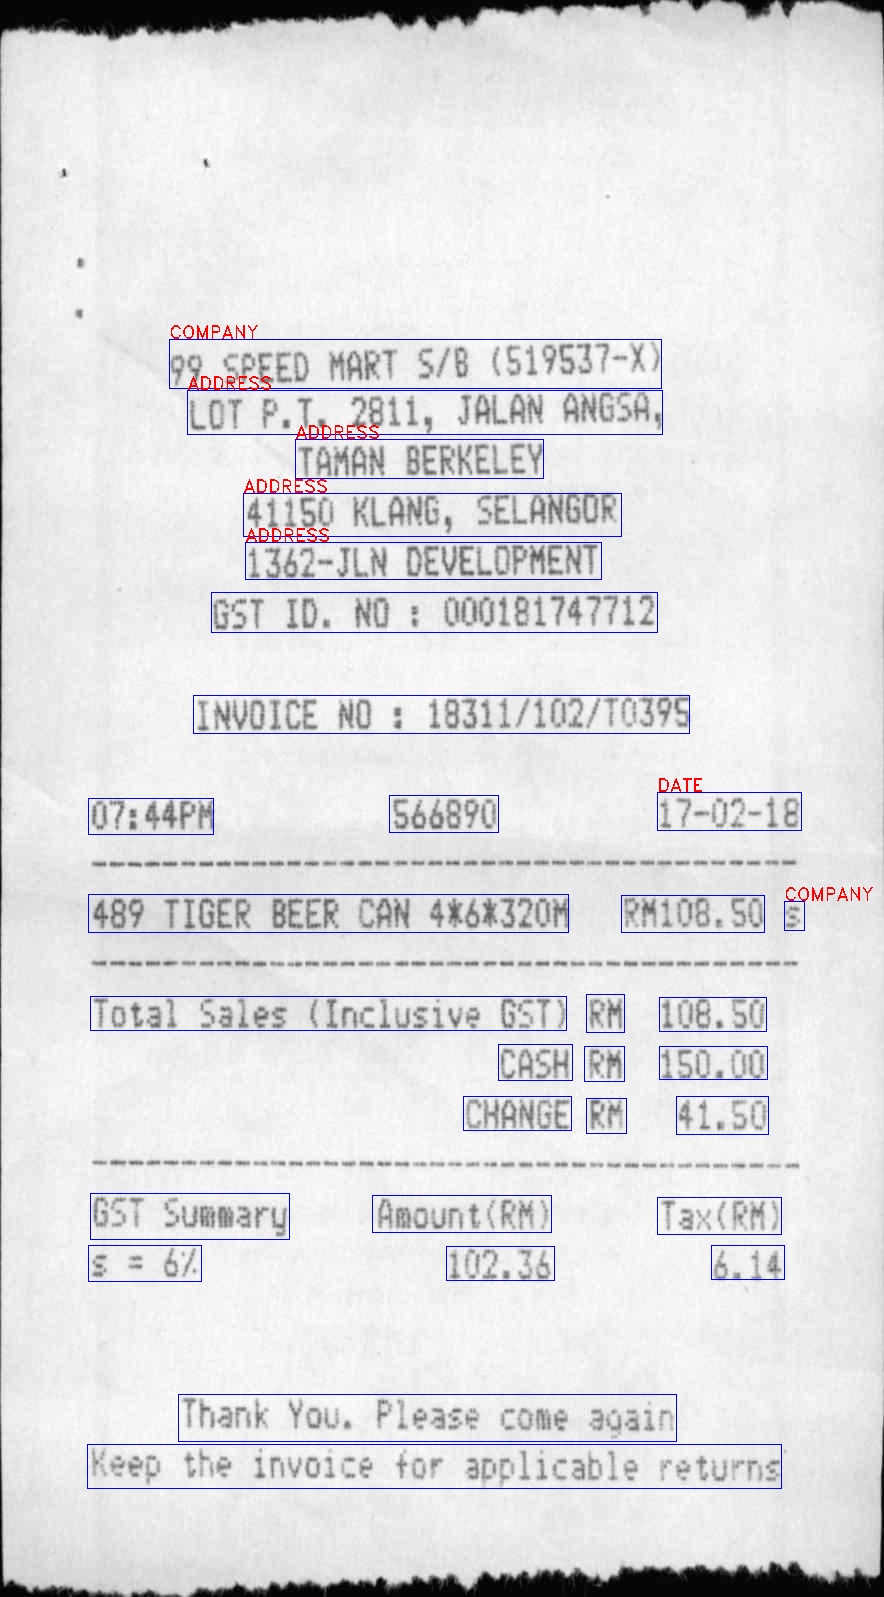 COMPANY
99 SPEED MART S/B (519537-X)
ADDRESS
LOT P.T. 2811, JALAN ANGSA,
ADDRESS
TAMAN BERKELEY
ADDRESS
41150 KLANG, SELANGOR
ADDRESS
1362-JLN DEVELOPMENT
GST ID. NO : 000181747712
INVOICE NO : 18311/102/T0395
DATE
07:44PM 566890 17-02-18
COMPANY
489 TIGER BEER CAN 4*6*320M RM108.50 s
Total Sales (Inclusive GST) RM 108.50
CASH RM 150.00
CHANGE RM 41.50
GST Summary Amount(RM) Tax(RM)
s = 6% 102.36 6.14
Thank You. Please come again
Keep the invoice for applicable returns